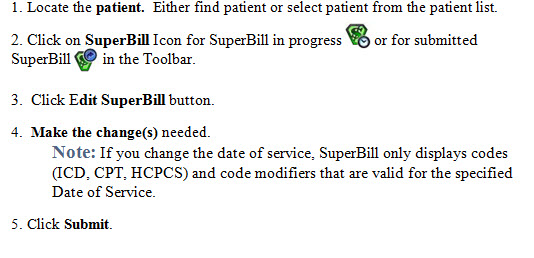 1. Locate the patient. Either find patient or select patient from the patient list.
2. Click on SuperBill Icon for SuperBill in progress or for submitted
SuperBill in the Toolbar.
3. Click Edit SuperBill button.
4. Make the change(s) needed.
Note: If you change the date of service, SuperBill only displays codes
(ICD, CPT, HCPCS) and code modifiers that are valid for the specified
Date of Service.
5. Click Submit.